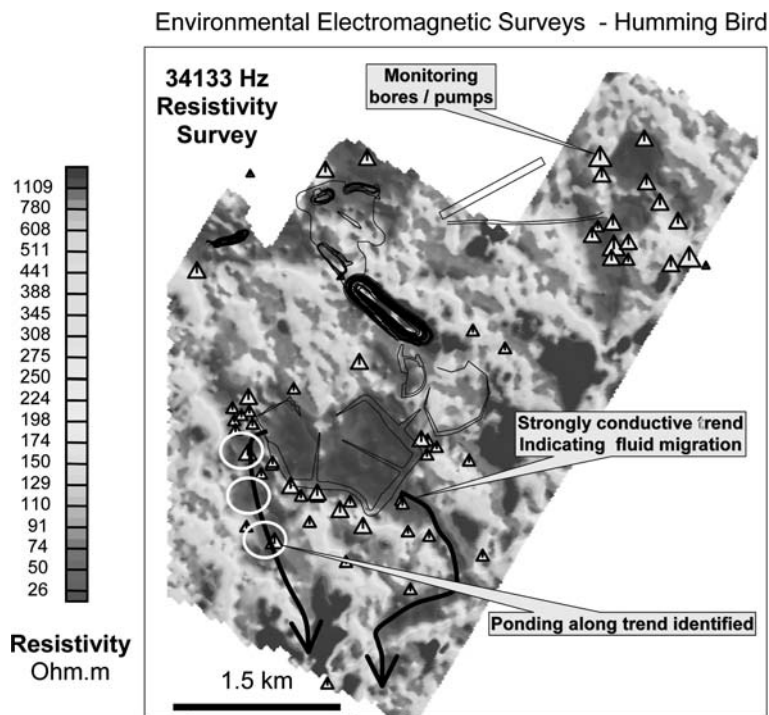 Environmental Electromagnetic Surveys - Humming Bird
34133 Hz
Resistivity
Survey
Monitoring
bores / pumps
1109
780
608
511
441
388
345
308
275
250
224
198
174
150
129
110
91
74
50
26
Resistivity
Ohm.m
Strongly conductive trend
Indicating fluid migration
Ponding along trend identified
1.5 km